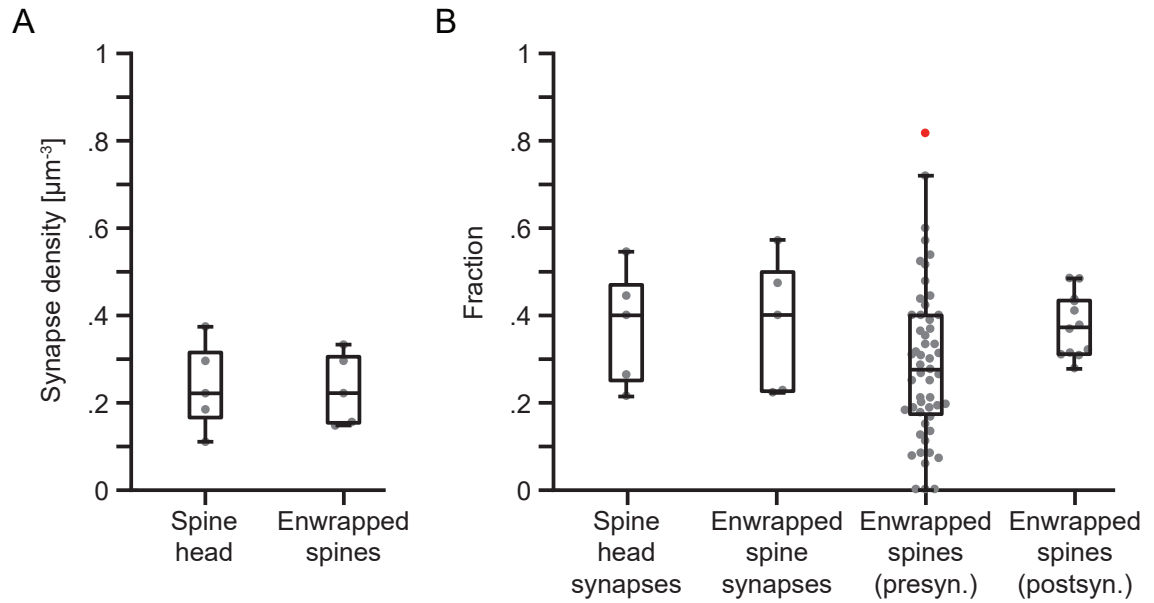 A
B
Synapse density [μm-3]
1
.8
.6
.4
.2
0
Spine
head
Enwrapped
spines
Fraction
1
.8
.6
.4
.2
0
Spine
head
synapses
Enwrapped
spine
synapses
Enwrapped
spines
(presyn.)
Enwrapped
spines
(postsyn.)